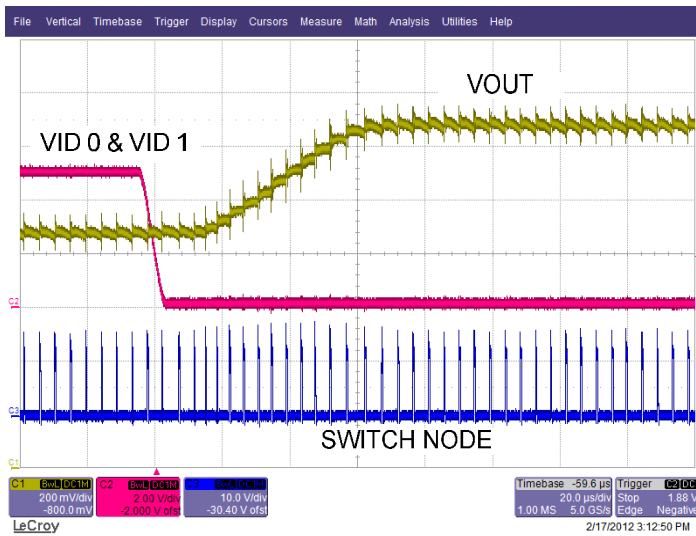 File Vertical Timebase Trigger Display Cursors Measure Math Analysis Utilities Help
VOUT
VID 0 & VID 1
C2
C3
SWITCH NODE
C1
C1 BwL DC1M
200 mV/div
-800.0 mV
C2 BwL DC1M
2.00 V/div
-2.000 V ofst
10.0 V/div
-30.40 V ofst
Timebase -59.6 µs
20.0 µs/div
1.00 MS 5.0 GS/s
Trigger C2 DC
Stop 1.88 V
Edge Negative
LeCroy
2/17/2012 3:12:50 PM